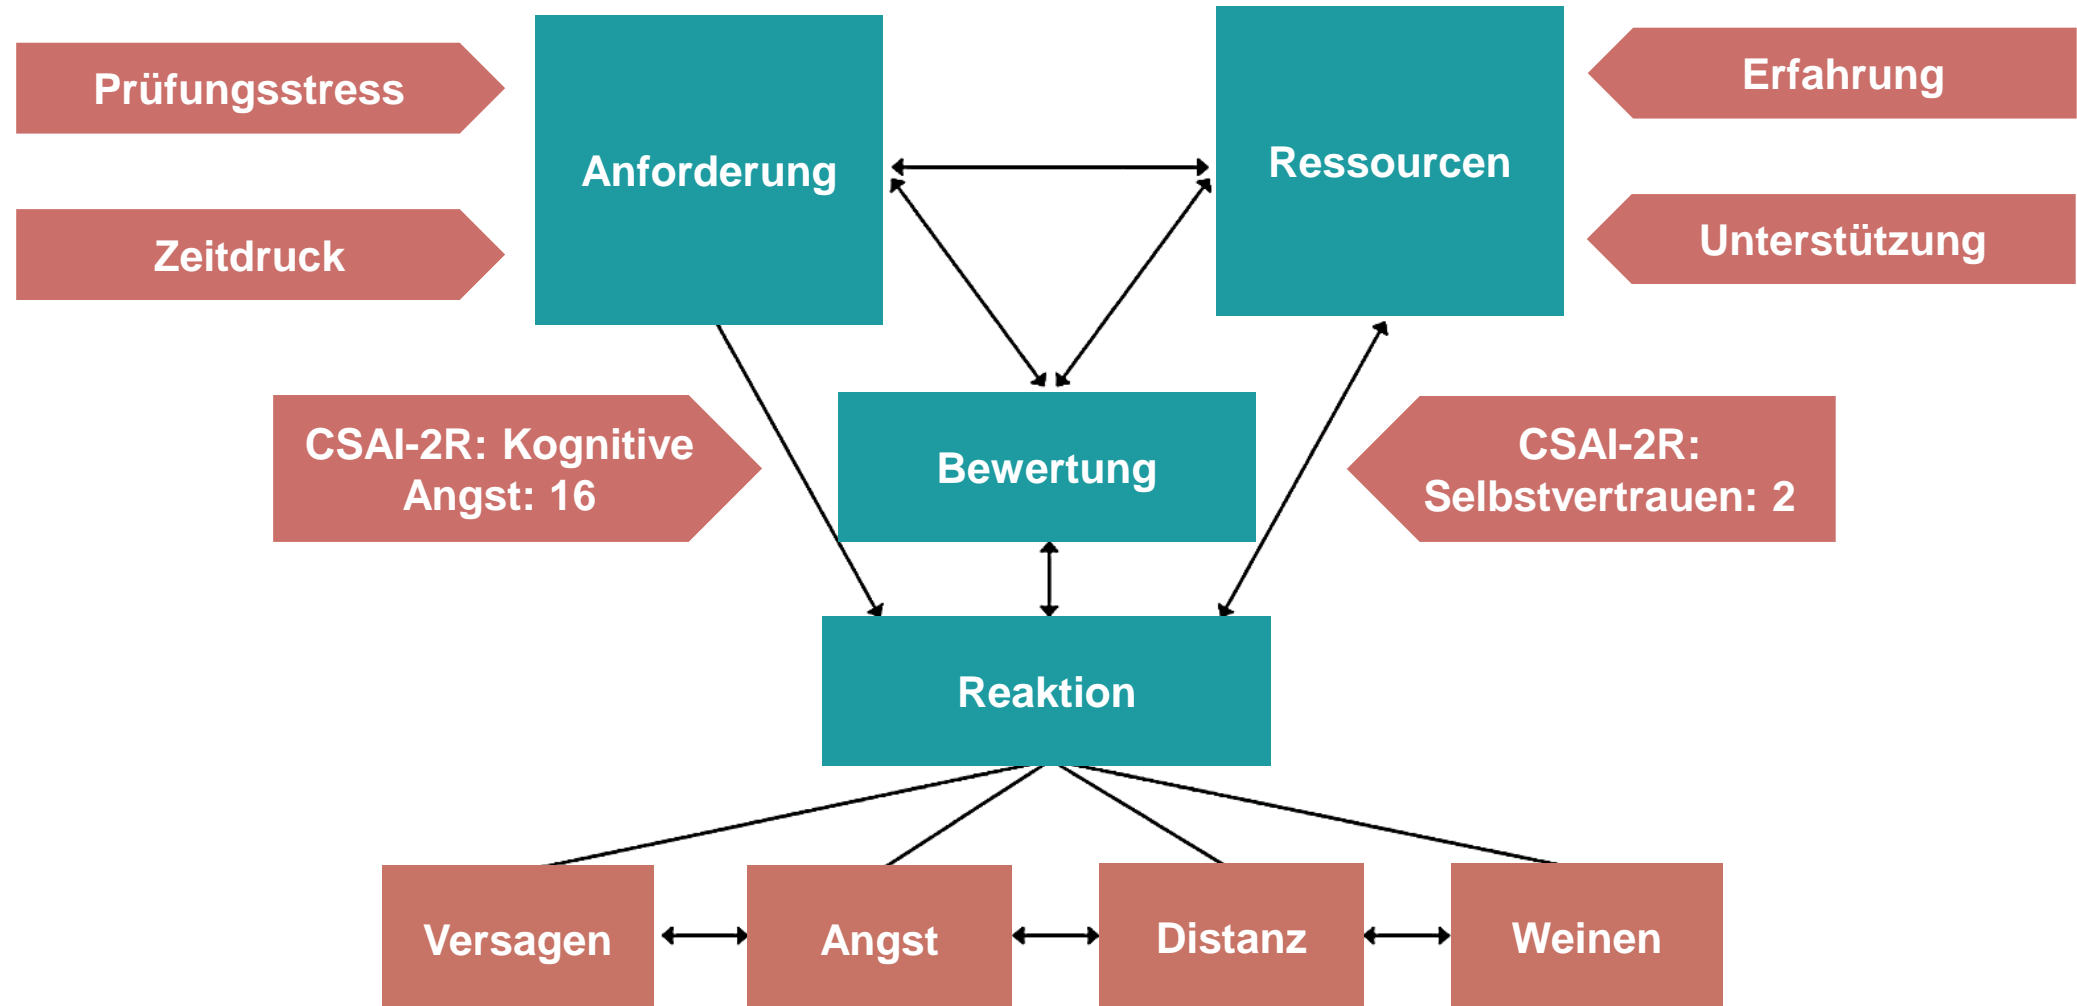 Prüfungsstress
Zeitdruck
Anforderung
Ressourcen
Erfahrung
Unterstützung
CSAI-2R: Kognitive
Angst: 16
Bewertung
CSAI-2R:
Selbstvertrauen: 2
Reaktion
Versagen
Angst
Distanz
Weinen